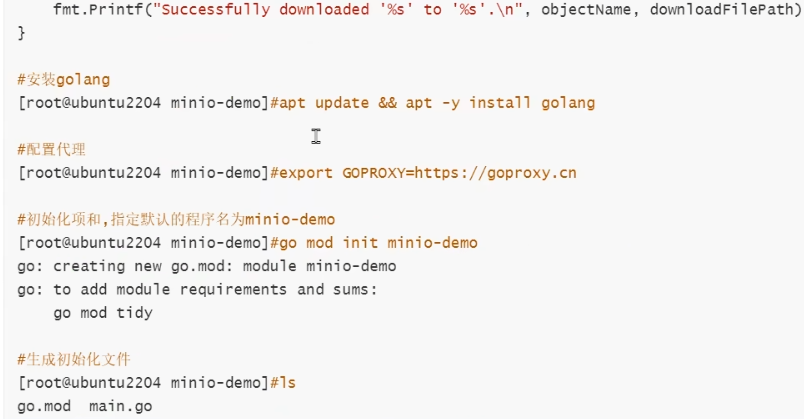 fmt.Printf("Successfully downloaded '%s' to '%s'.\n", objectName, downloadFilePath)
}
#安装golang
[root@ubuntu2204 minio-demo]#apt update && apt -y install golang
#配置代理
[root@ubuntu2204 minio-demo]#export GOPROXY=https://goproxy.cn
#初始化项和,指定默认的程序名为minio-demo
[root@ubuntu2204 minio-demo]#go mod init minio-demo
go: creating new go.mod: module minio-demo
go: to add module requirements and sums:
go mod tidy
#生成初始化文件
[root@ubuntu2204 minio-demo]#ls
go.mod  main.go